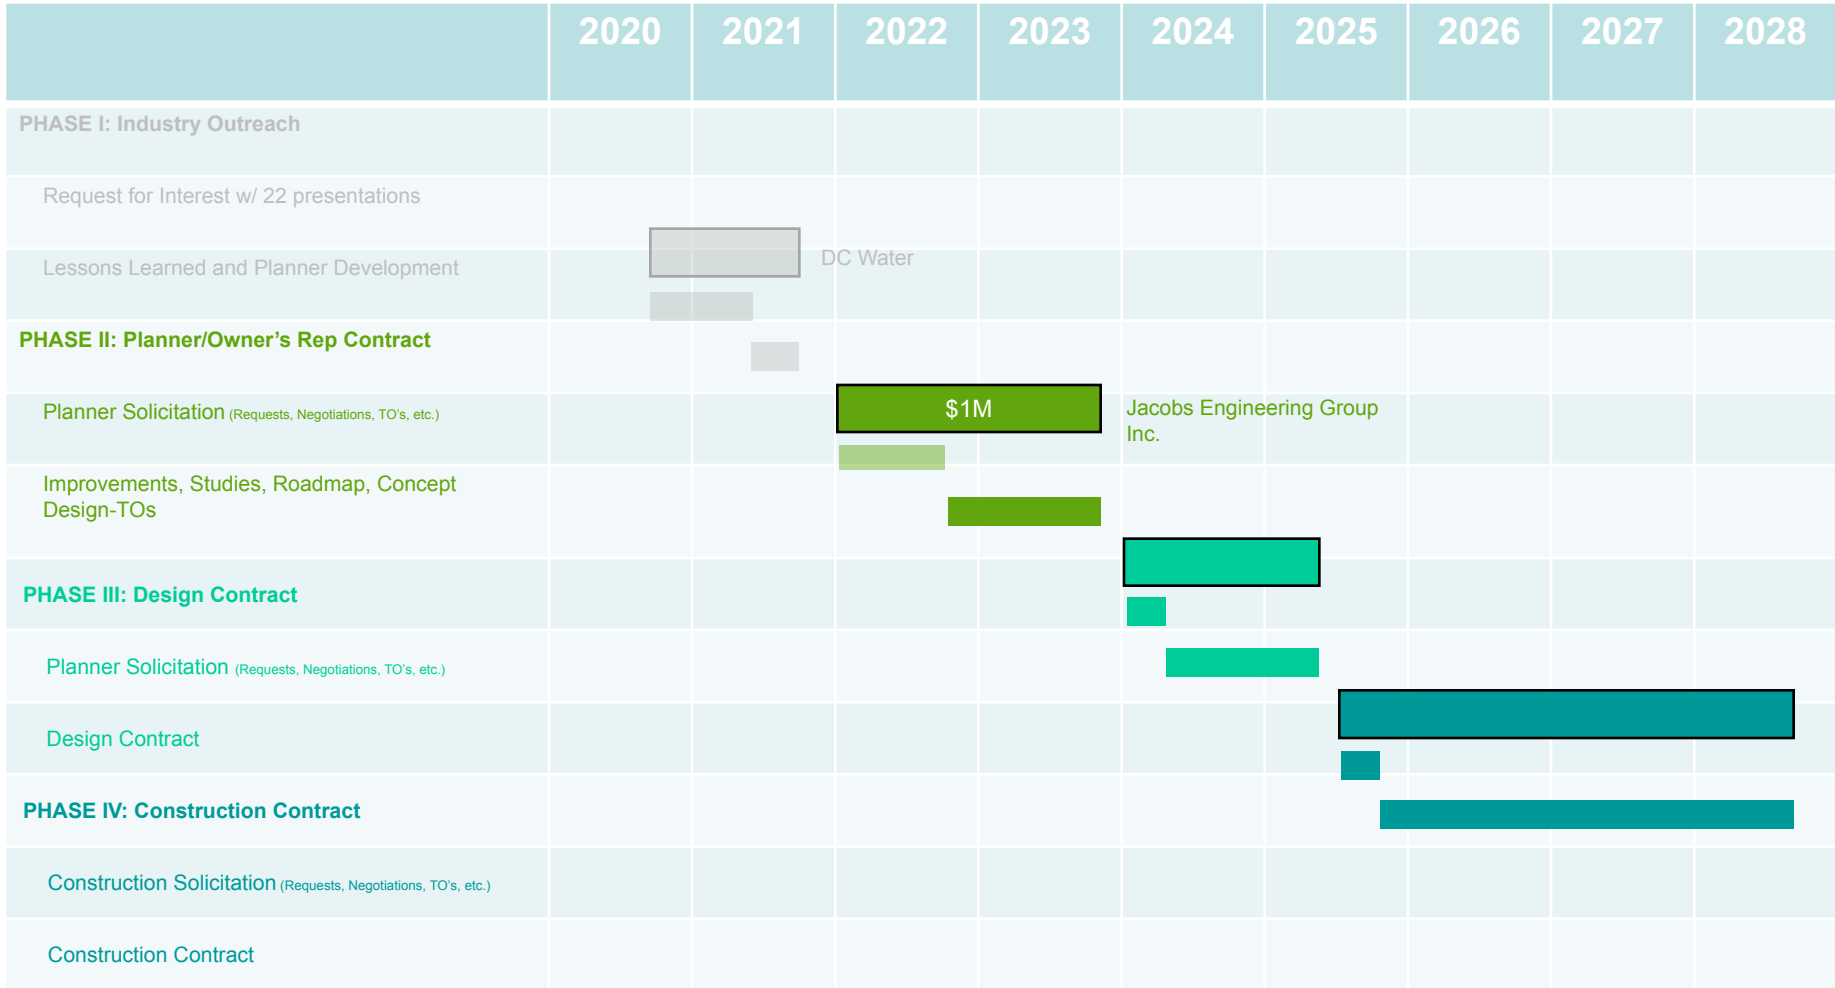 2020 2021 2022 2023 2024 2025 2026 2027 2028
PHASE I: Industry Outreach
Request for Interest w/ 22 presentations
DC Water
Lessons Learned and Planner Development
PHASE II: Planner/Owner’s Rep Contract
Planner Solicitation (Requests, Negotiations, TO’s, etc.)
$1M
Jacobs Engineering Group
Inc.
Improvements, Studies, Roadmap, Concept
Design-TOs
PHASE III: Design Contract
Planner Solicitation (Requests, Negotiations, TO’s, etc.)
Design Contract
PHASE IV: Construction Contract
Construction Solicitation (Requests, Negotiations, TO’s, etc.)
Construction Contract